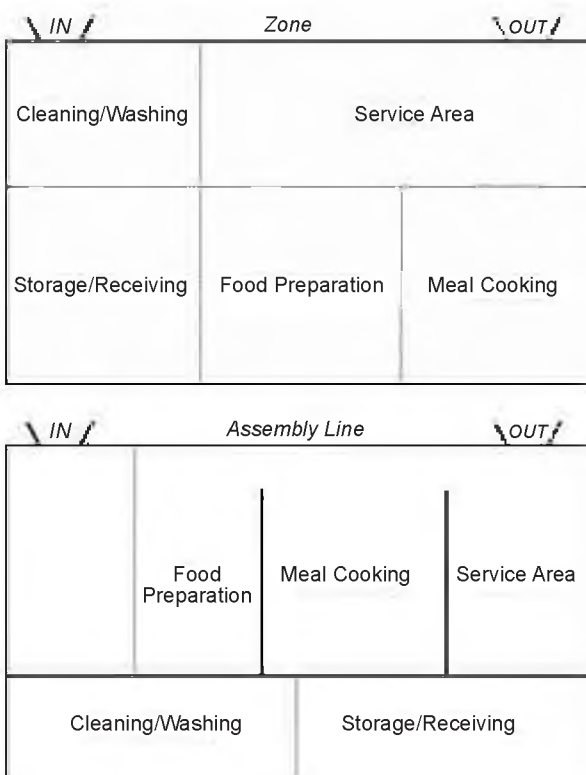 IN Zone OUT
Cleaning/Washing Service Area
Storage/Receiving Food Preparation Meal Cooking
IN Assembly Line OUT
Food
Preparation Meal Cooking Service Area
Cleaning/Washing Storage/Receiving